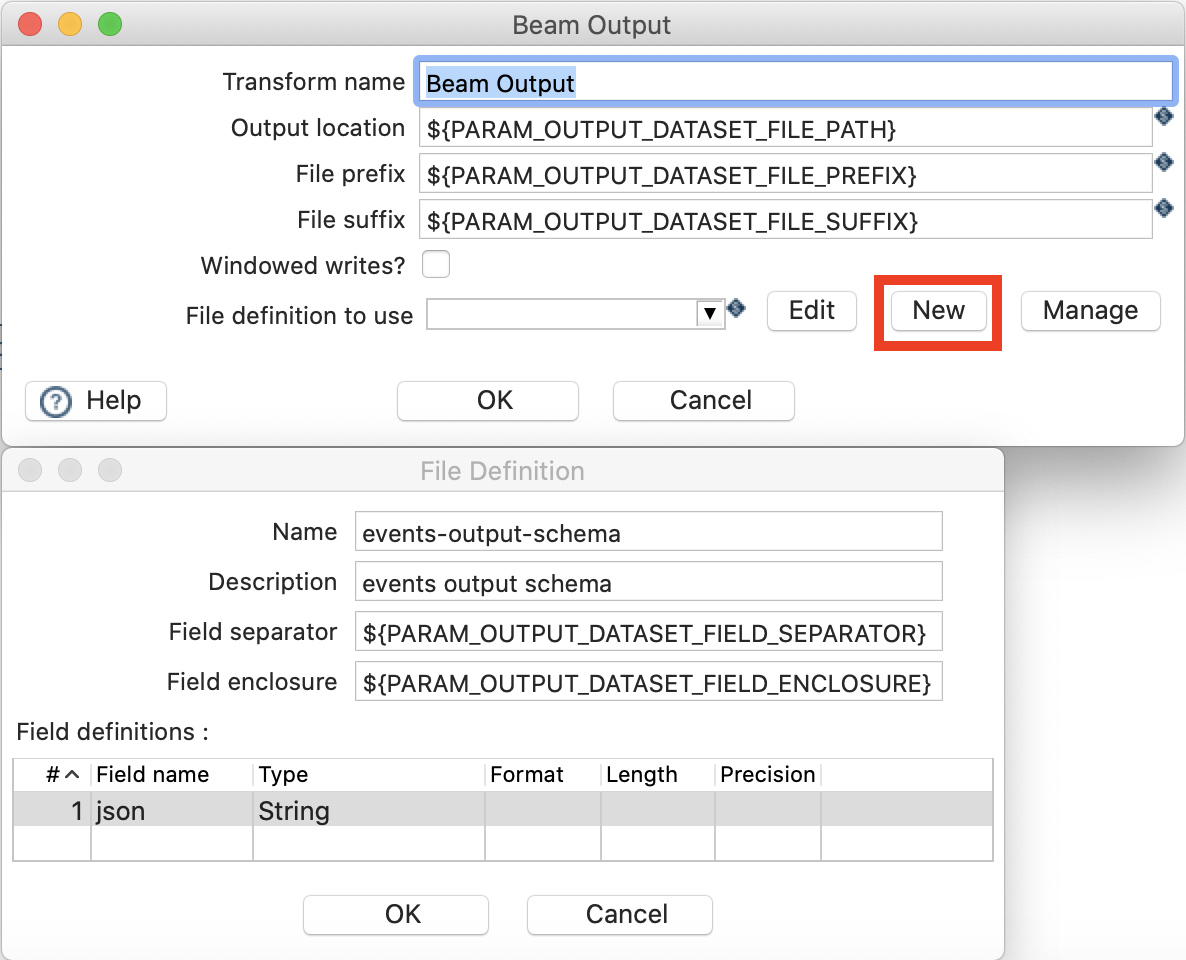 Beam Output
Transform name Beam Output
Output location ${PARAM_OUTPUT_DATASET_FILE_PATH}
File prefix ${PARAM_OUTPUT_DATASET_FILE_PREFIX}
File suffix ${PARAM_OUTPUT_DATASET_FILE_SUFFIX}
Windowed writes?
File definition to use Edit New Manage
? Help OK Cancel
File Definition
Name events-output-schema
Description events output schema
Field separator ${PARAM_OUTPUT_DATASET_FIELD_SEPARATOR}
Field enclosure ${PARAM_OUTPUT_DATASET_FIELD_ENCLOSURE}
Field definitions :
# Field name Type Format Length Precision
1 json String
OK Cancel